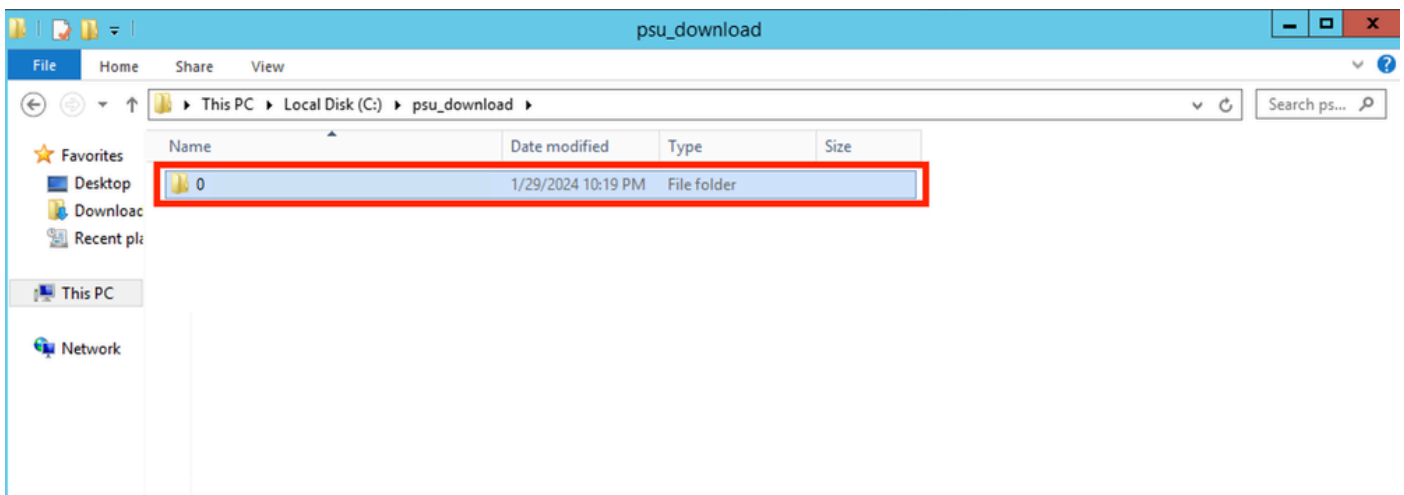 psu_download
File Home Share View
This PC Local Disk (C:) psu_download Search ps...
Name Date modified Type Size
Favorites
Desktop
Downloac
Recent pla
This PC
Network
0 1/29/2024 10:19 PM File folder